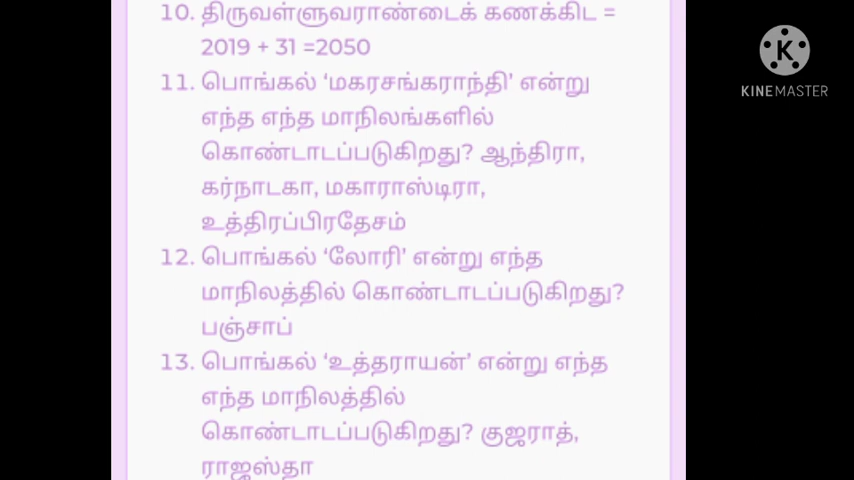 10. திருவள்ளுவராண்டைக் கணக்கிட =
2019 + 31 =2050
11. பொங்கல் ‘மகரசங்கராந்தி’ என்று
எந்த எந்த மாநிலங்களில்
கொண்டாடப்படுகிறது? ஆந்திரா,
கர்நாடகா, மகாராஸ்டிரா,
உத்திரப்பிரதேசம்
12. பொங்கல் ‘லோரி’ என்று எந்த
மாநிலத்தில் கொண்டாடப்படுகிறது?
பஞ்சாப்
13. பொங்கல் ‘உத்தராயன்’ என்று எந்த
எந்த மாநிலத்தில்
கொண்டாடப்படுகிறது? குஜராத்,
ராஜஸ்தா
K
KINEMASTER